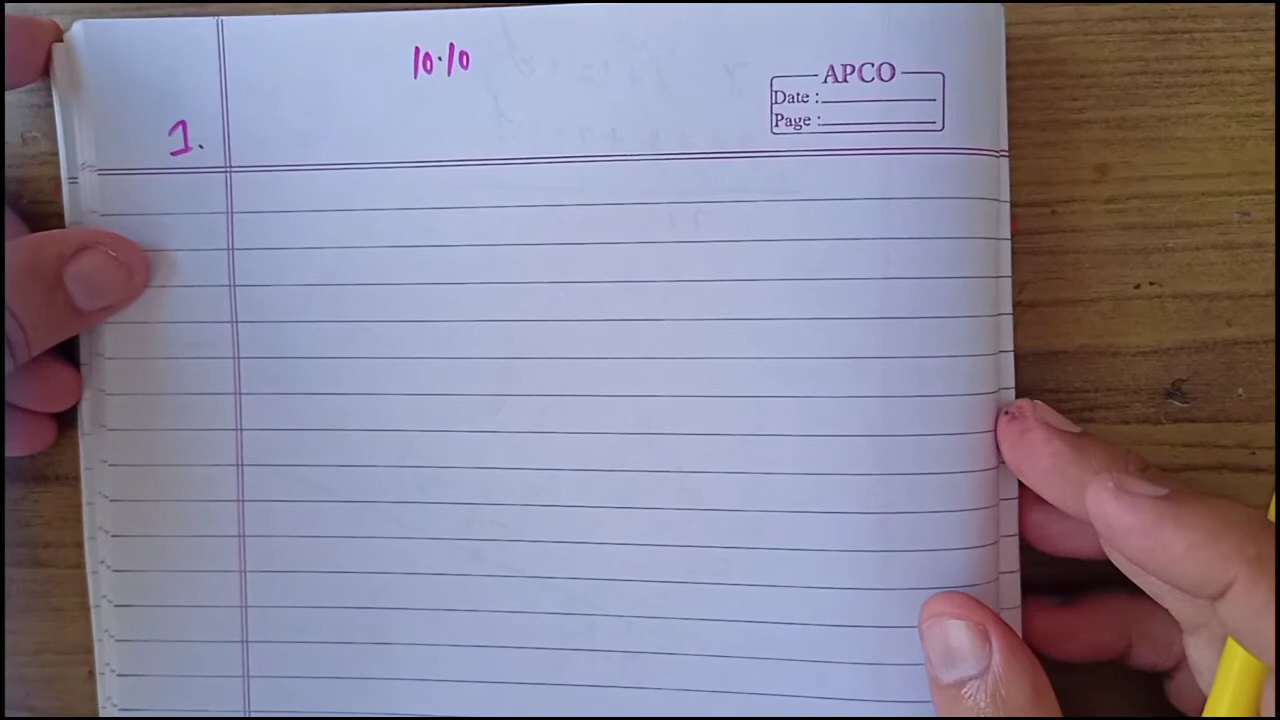 10.10
APCO
Date :
Page :
1.